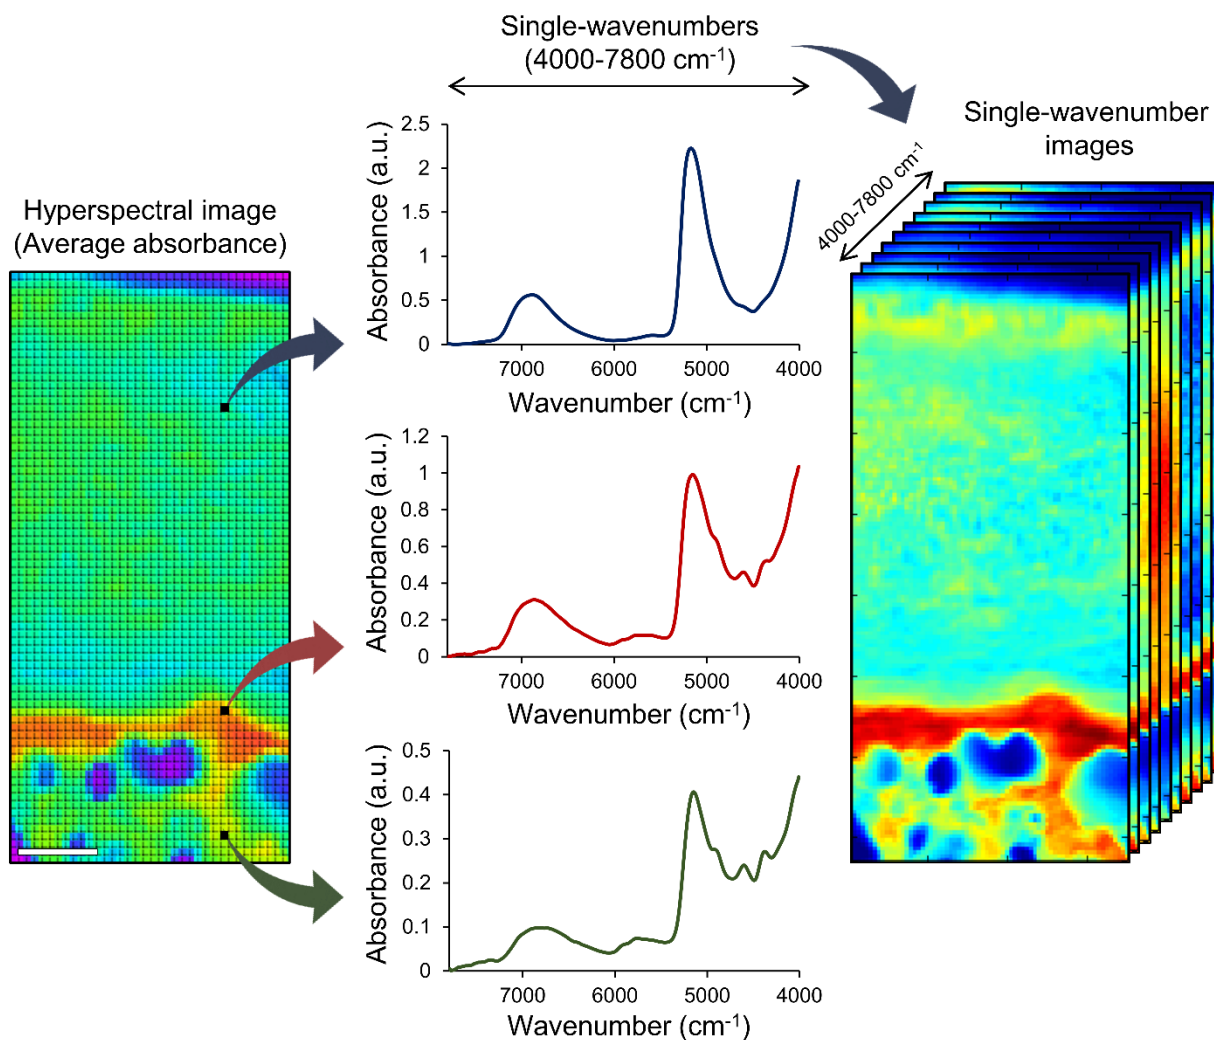 Single-wavenumbers
(4000-7800 cm⁻¹)
Single-wavenumber
images
4000-7800 cm⁻¹
Hyperspectral image
(Average absorbance)
Absorbance (a.u.)
2.5
2
1.5
1
0.5
0
7000 6000 5000 4000
Wavenumber (cm⁻¹)
Absorbance (a.u.)
1.2
1
0.8
0.6
0.4
0.2
0
7000 6000 5000 4000
Wavenumber (cm⁻¹)
Absorbance (a.u.)
0.5
0.4
0.3
0.2
0.1
0
7000 6000 5000 4000
Wavenumber (cm⁻¹)